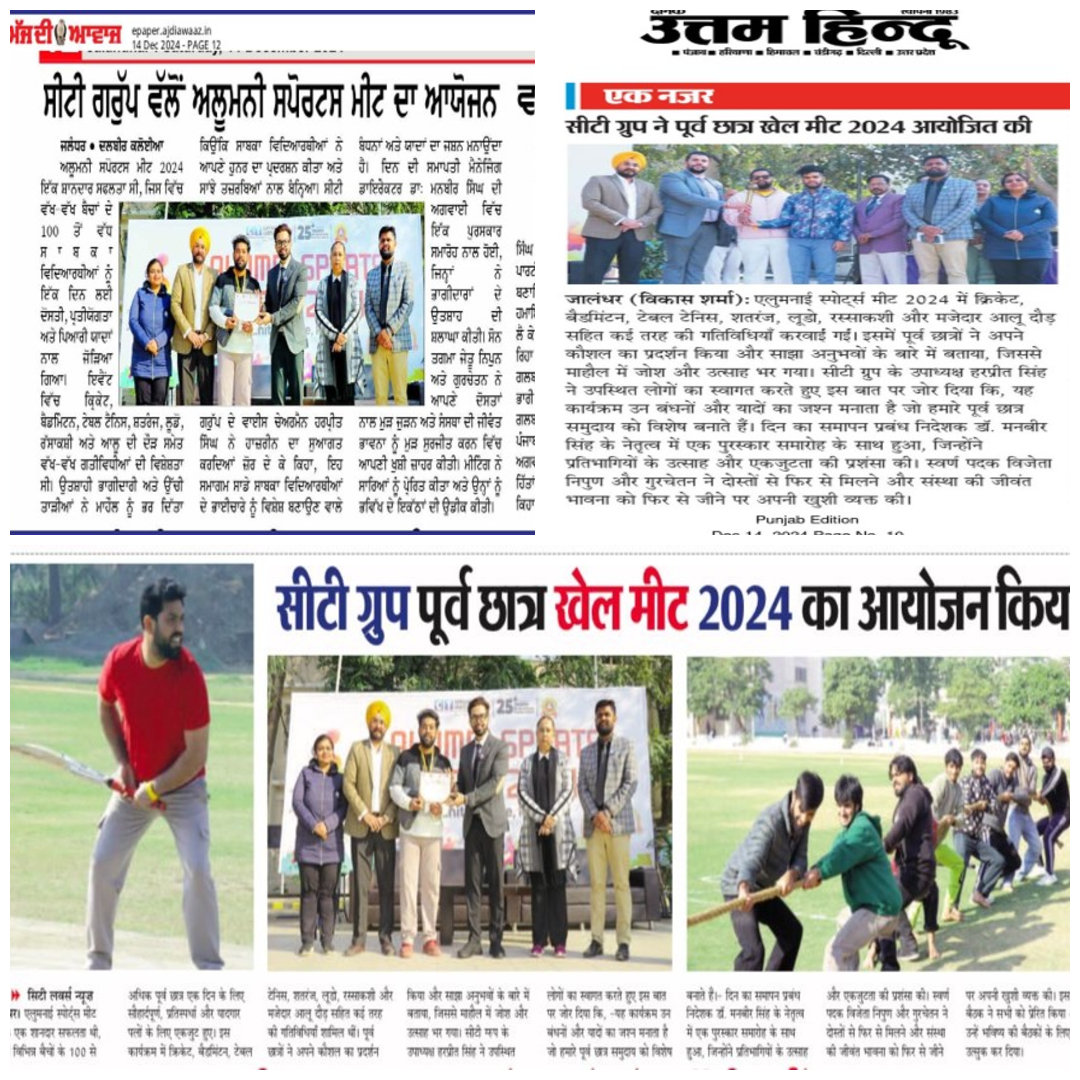 ਅੱਜ ਦੀ ਆਵਾਜ਼
epaper.ajdiawaaz.in
14 Dec 2024 - PAGE 12
ਸੀਟੀ ਗਰੁੱਪ ਵੱਲੋਂ ਅਲੂਮਨੀ ਸਪੋਰਟਸ ਮੀਟ ਦਾ ਆਯੋਜਨ
ਜਲੰਧਰ • ਦਲਬੀਰ ਕਲੋਈਆ
ਅਲੂਮਨੀ ਸਪੋਰਟਸ ਮੀਟ 2024
ਇੱਕ ਸ਼ਾਨਦਾਰ ਸਫਲਤਾ ਸੀ, ਜਿਸ ਵਿੱਚ
ਵੱਖ-ਵੱਖ ਬੈਚਾਂ ਦੇ
100 ਤੋਂ ਵੱਧ
ਸਾਬਕਾ
ਵਿਦਿਆਰਥੀਆਂ ਨੂੰ
ਇੱਕ ਦਿਨ ਲਈ
ਦੋਸਤੀ, ਪ੍ਰਤੀਯੋਗਤਾ
ਅਤੇ ਪਿਆਰੀ ਯਾਦਾਂ
ਨਾਲ ਜੋੜਿਆ
ਗਿਆ। ਇਵੈਂਟ
ਵਿੱਚ ਕ੍ਰਿਕੇਟ,
ਬੈਡਮਿੰਟਨ, ਟੇਬਲ ਟੈਨਿਸ, ਸ਼ਤਰੰਜ, ਲੂਡੋ,
ਰੱਸਾਕਸ਼ੀ ਅਤੇ ਆਲੂ ਦੀ ਦੌੜ ਸਮੇਤ
ਵੱਖ-ਵੱਖ ਗਤੀਵਿਧੀਆਂ ਦੀ ਵਿਸ਼ੇਸ਼ਤਾ
ਸੀ। ਉਤਸ਼ਾਹੀ ਭਾਗੀਦਾਰੀ ਅਤੇ ਉੱਚੀ
ਤਾੜੀਆਂ ਨੇ ਮਾਹੌਲ ਨੂੰ ਭਰ ਦਿੱਤਾ
ਕਿਉਂਕਿ ਸਾਬਕਾ ਵਿਦਿਆਰਥੀਆਂ ਨੇ
ਆਪਣੇ ਹੁਨਰ ਦਾ ਪ੍ਰਦਰਸ਼ਨ ਕੀਤਾ ਅਤੇ
ਸਾਂਝੇ ਤਜ਼ਰਬਿਆਂ ਨਾਲ ਬੰਨ੍ਹਿਆ। ਸੀਟੀ
ਗਰੁੱਪ ਦੇ ਵਾਈਸ ਚੇਅਰਮੈਨ ਹਰਪ੍ਰੀਤ
ਸਿੰਘ ਨੇ ਹਾਜ਼ਰੀਨ ਦਾ ਸੁਆਗਤ
ਕਰਦਿਆਂ ਜ਼ੋਰ ਦੇ ਕੇ ਕਿਹਾ, ਇਹ
ਸਮਾਗਮ ਸਾਡੇ ਸਾਬਕਾ ਵਿਦਿਆਰਥੀਆਂ
ਦੇ ਭਾਈਚਾਰੇ ਨੂੰ ਵਿਸ਼ੇਸ਼ ਬਣਾਉਣ ਵਾਲੇ
ਬੰਧਨਾਂ ਅਤੇ ਯਾਦਾਂ ਦਾ ਜਸ਼ਨ ਮਨਾਉਂਦਾ
ਹੈ। ਦਿਨ ਦੀ ਸਮਾਪਤੀ ਮੈਨੇਜਿੰਗ
ਡਾਇਰੈਕਟਰ ਡਾ: ਮਨਬੀਰ ਸਿੰਘ ਦੀ
ਅਗਵਾਈ ਵਿੱਚ
ਇੱਕ ਪੁਰਸਕਾਰ
ਸਮਾਰੋਹ ਨਾਲ ਹੋਈ,
ਜਿਨ੍ਹਾਂ ਨੇ
ਭਾਗੀਦਾਰਾਂ ਦੇ
ਉਤਸ਼ਾਹ ਦੀ
ਸ਼ਲਾਘਾ ਕੀਤੀ। ਸੋਨ
ਤਗਮਾ ਜੇਤੂ ਨਿਪੁਨ
ਅਤੇ ਗੁਰਚੇਤਨ ਨੇ
ਆਪਣੇ ਦੋਸਤਾਂ
ਨਾਲ ਮੁੜ ਜੁੜਨ ਅਤੇ ਸੰਸਥਾ ਦੀ ਜੀਵੰਤ
ਭਾਵਨਾ ਨੂੰ ਮੁੜ ਸੁਰਜੀਤ ਕਰਨ ਵਿੱਚ
ਆਪਣੀ ਖੁਸ਼ੀ ਜ਼ਾਹਰ ਕੀਤੀ। ਮੀਟਿੰਗ ਨੇ
ਸਾਰਿਆਂ ਨੂੰ ਪ੍ਰੇਰਿਤ ਕੀਤਾ ਅਤੇ ਉਨ੍ਹਾਂ ਨੂੰ
ਭਵਿੱਖ ਦੇ ਇਕੱਠਾਂ ਦੀ ਉਡੀਕ ਕੀਤੀ।
उत्तम हिन्दू
■ पंजाब ■ हरियाणा ■ हिमाचल ■ चंडीगढ़ ■ दिल्ली ■ उत्तर प्रदेश
एक नजर
सीटी ग्रुप ने पूर्व छात्र खेल मीट 2024 आयोजित की
जालंधर (विकास शर्मा): एलुमनाई स्पोर्ट्स मीट 2024 में क्रिकेट,
बैडमिंटन, टेबल टेनिस, शतरंज, लूडो, रस्साकशी और मजेदार आलू दौड़
सहित कई तरह की गतिविधियाँ करवाई गईं। इसमें पूर्व छात्रों ने अपने
कौशल का प्रदर्शन किया और साझा अनुभवों के बारे में बताया, जिससे
माहौल में जोश और उत्साह भर गया। सीटी ग्रुप के उपाध्यक्ष हरप्रीत सिंह
ने उपस्थित लोगों का स्वागत करते हुए इस बात पर जोर दिया कि, यह
कार्यक्रम उन बंधनों और यादों का जश्न मनाता है जो हमारे पूर्व छात्र
समुदाय को विशेष बनाते हैं। दिन का समापन प्रबंध निदेशक डॉ. मनबीर
सिंह के नेतृत्व में एक पुरस्कार समारोह के साथ हुआ, जिन्होंने
प्रतिभागियों के उत्साह और एकजुटता की प्रशंसा की। स्वर्ण पदक विजेता
निपुण और गुरचेतन ने दोस्तों से फिर से मिलने और संस्था की जीवंत
भावना को फिर से जीने पर अपनी खुशी व्यक्त की।
Punjab Edition
सीटी ग्रुप पूर्व छात्र खेल मीट 2024 का आयोजन किय
सिटी लबर्स न्यूज
एलुमनाई स्पोर्ट्स मीट
एक शानदार सफलता थी,
विभिन्न बैचों के 100 से
अधिक पूर्व छात्र एक दिन के लिए
सौहार्दपूर्ण, प्रतिस्पर्धा और यादगार
पलों के लिए एकजुट हुए। इस
कार्यक्रम में क्रिकेट, बैडमिंटन, टेबल
टेनिस, शतरंज, लूडो, रस्साकशी और
मजेदार आलू दौड़ सहित कई तरह
की गतिविधियाँ शामिल थीं। पूर्व
छात्रों ने अपने कौशल का प्रदर्शन
किया और साझा अनुभवों के बारे में
बताया, जिससे माहौल में जोश और
उत्साह भर गया। सीटी ग्रुप के
उपाध्यक्ष हरप्रीत सिंह ने उपस्थित
लोगों का स्वागत करते हुए इस बात
पर जोर दिया कि, -यह कार्यक्रम उन
बंधनों और यादों का जश्न मनाता है
जो हमारे पूर्व छात्र समुदाय को विशेष
बनाते हैं।- दिन का समापन प्रबंध
निदेशक डॉ. मनबीर सिंह के नेतृत्व
में एक पुरस्कार समारोह के साथ
हुआ, जिन्होंने प्रतिभागियों के उत्साह
और एकजुटता की प्रशंसा की। स्वर्ण
पदक विजेता निपुण और गुरचेतन ने
दोस्तों से फिर से मिलने और संस्था
की जीवंत भावना को फिर से जीने
पर अपनी खुशी व्यक्त की। इस
बैठक ने सभी को प्रेरित किया
उन्हें भविष्य की बैठकों के लिए
उत्सुक कर दिया।